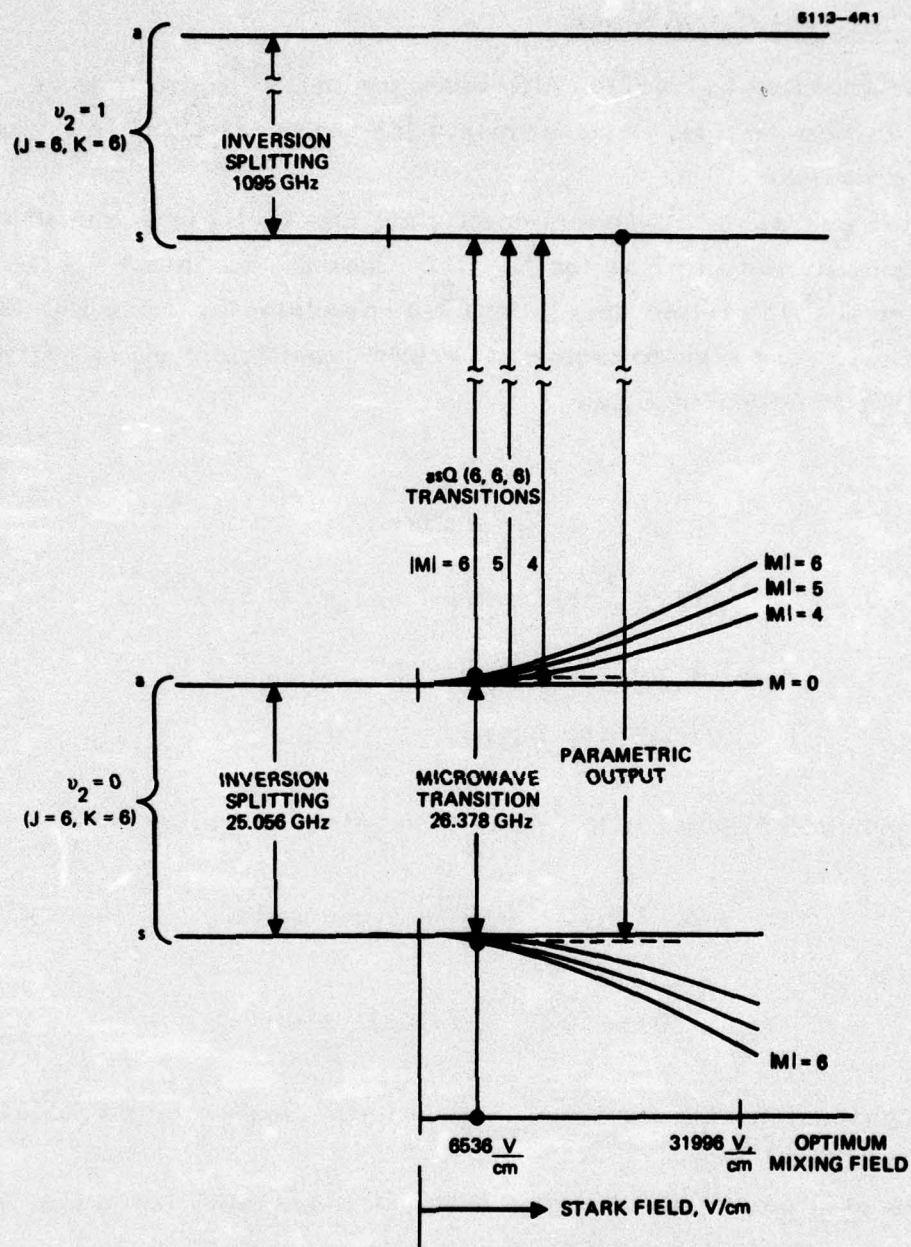 5113-4R1
a
υ2 = 1
(J = 6, K = 6)
INVERSION
SPLITTING
1095 GHz
s
asQ (6, 6, 6)
TRANSITIONS
|M| = 6 5 4
|M| = 6
|M| = 5
|M| = 4
a
M = 0
υ2 = 0
(J = 6, K = 6)
INVERSION
SPLITTING
25.056 GHz
MICROWAVE
TRANSITION
26.378 GHz
PARAMETRIC
OUTPUT
s
|M| = 6
6536 V/cm
31996 V/cm
OPTIMUM
MIXING FIELD
STARK FIELD, V/cm